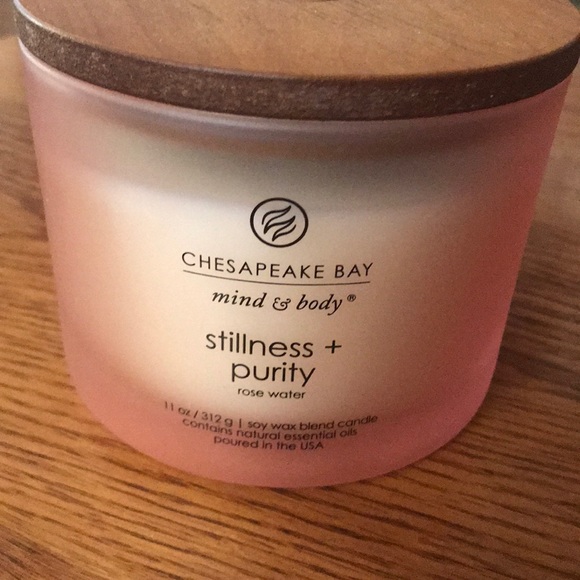 CHESAPEAKE BAY
mind & body®
stillness +
purity
rose water
11 oz / 312 g | soy wax blend candle
contains natural essential oils
poured in the USA